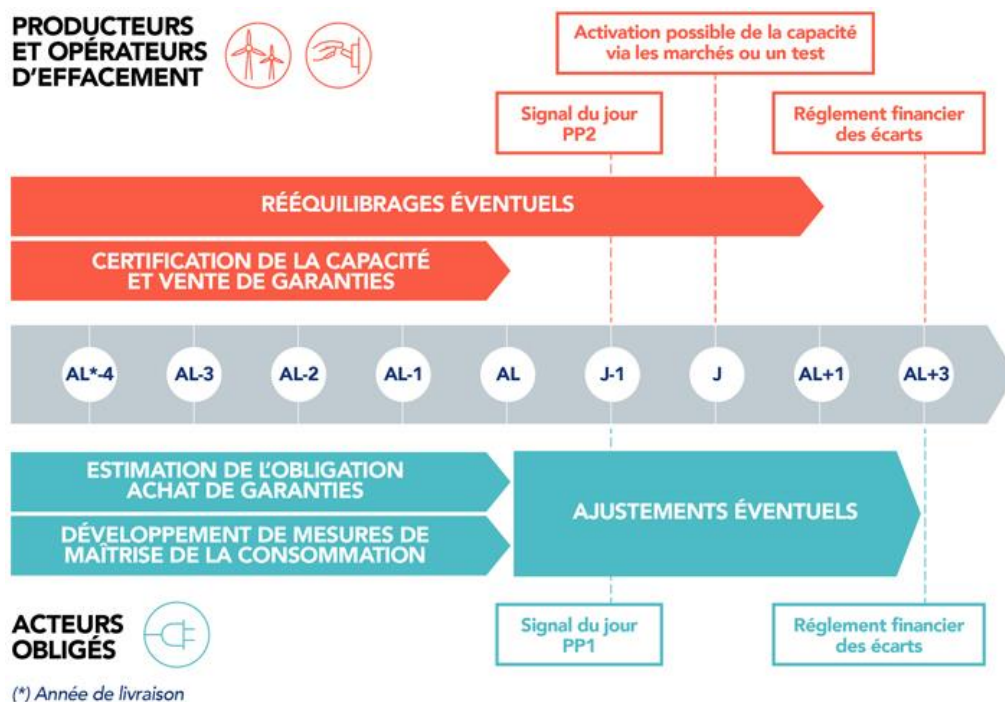 PRODUCTEURS
ET OPÉRATEURS
D'EFFACEMENT
Activation possible de la capacité
via les marchés ou un test
Signal du jour
PP2
Réglement financier
des écarts
RÉÉQUILIBRAGES ÉVENTUELS
CERTIFICATION DE LA CAPACITÉ
ET VENTE DE GARANTIES
AL*-4
AL-3
AL-2
AL-1
AL
J-1
J
AL+1
AL+3
ESTIMATION DE L'OBLIGATION
ACHAT DE GARANTIES
AJUSTEMENTS ÉVENTUELS
DÉVELOPPEMENT DE MESURES DE
MAÎTRISE DE LA CONSOMMATION
ACTEURS
OBLIGÉS
Signal du jour
PP1
Réglement financier
des écarts
(*) Année de livraison